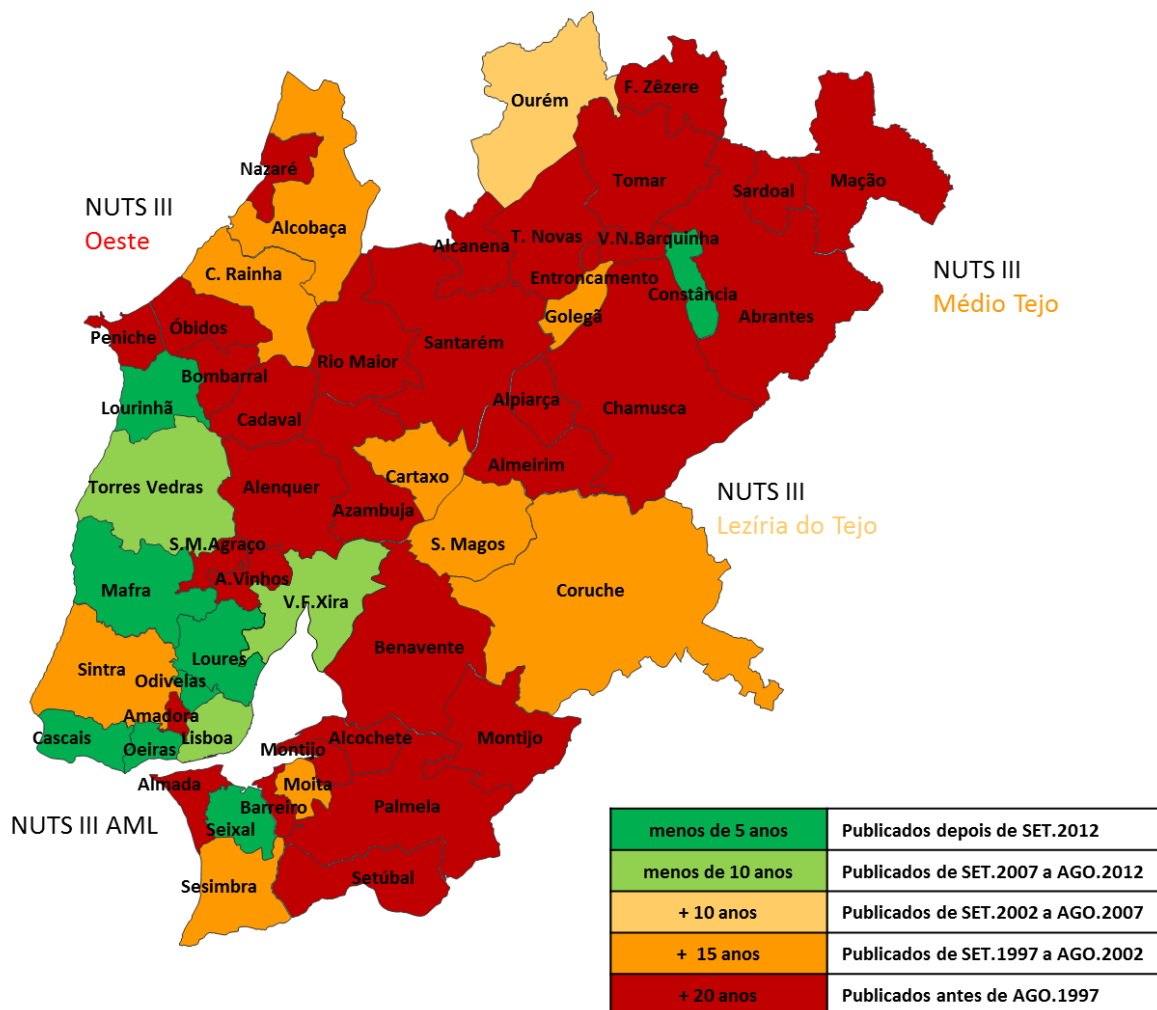 F. Zêzere
Ourém
Nazaré
Tomar
Sardoal
Mação
NUTS III
Oeste
Alcobaça
Alcanena
T. Novas
V.N.Barquinha
C. Rainha
Entroncamento
Constância
NUTS III
Médio Tejo
Golegã
Abrantes
Peniche
Óbidos
Santarém
Rio Maior
Bombarral
Lourinhã
Alpiarça
Chamusca
Cadaval
Almeirim
Cartaxo
Torres Vedras
Alenquer
Azambuja
NUTS III
Lezíria do Tejo
S.M.Agraço
S. Magos
A.Vinhos
Mafra
V.F.Xira
Coruche
Benavente
Loures
Sintra
Odivelas
Amadora
Cascais
Oeiras
Lisboa
Montijo
Alcochete
Montijo
Almada
Moita
Barreiro
Palmela
Seixal
NUTS III AML
Sesimbra
Setúbal
menos de 5 anos Publicados depois de SET.2012
menos de 10 anos Publicados de SET.2007 a AGO.2012
+ 10 anos Publicados de SET.2002 a AGO.2007
+ 15 anos Publicados de SET.1997 a AGO.2002
+ 20 anos Publicados antes de AGO.1997